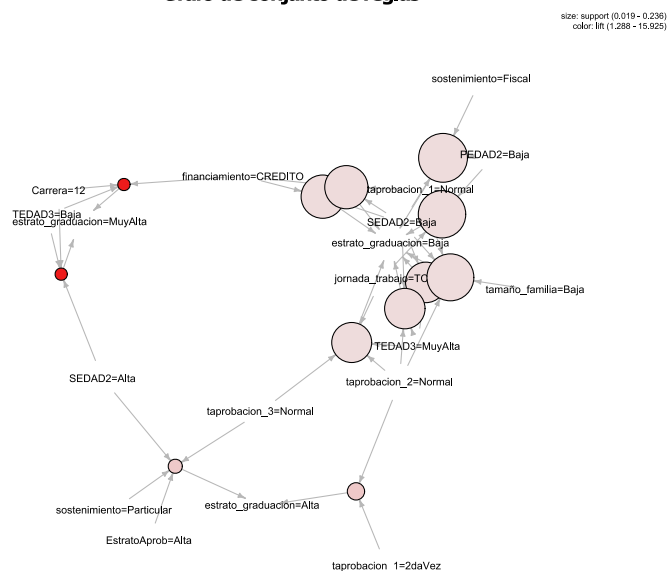 size: support (0.019 - 0.236)
color: lift (1.288 - 15.925)
sostenimiento=Fiscal
PEDAD2=Baja
financiamiento=CREDITO
Carrera=12
taprobacion_1=Normal
TEDAD3=Baja
estrato_graduacion=MuyAlta
SEDAD2=Baja
estrato_graduacion=Baja
jornada_trabajo=TC
tamaño_familia=Baja
TEDAD3=MuyAlta
SEDAD2=Alta
taprobacion_2=Normal
taprobacion_3=Normal
estrato_graduacion=Alta
sostenimiento=Particular
EstratoAprob=Alta
taprobacion_1=2daVez